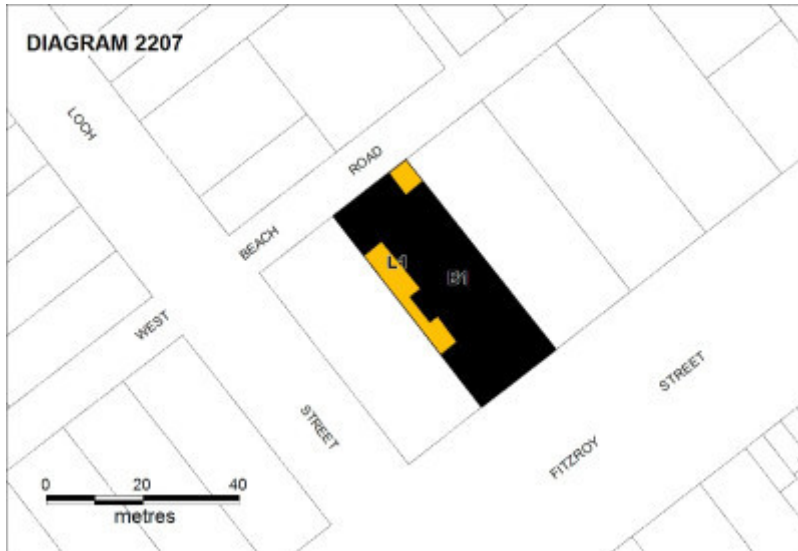 DIAGRAM 2207
LOCH
ROAD
BEACH
L1
B1
WEST
STREET
STREET
FITZROY
0 20 40
metres